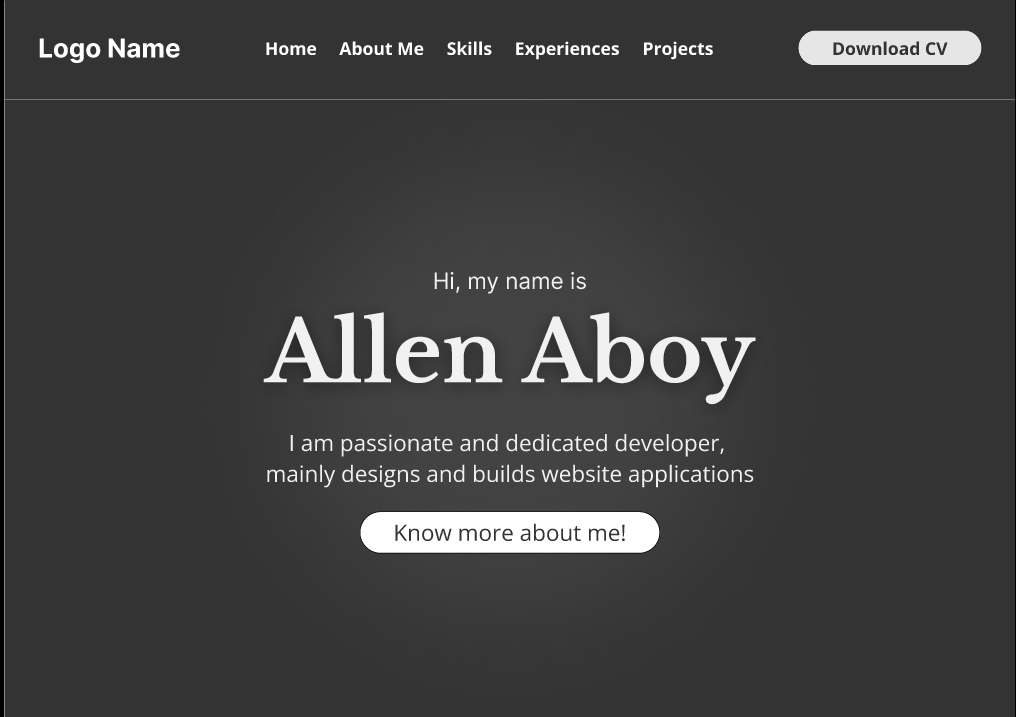 Logo Name
Home About Me Skills Experiences Projects
Download CV
Hi, my name is
Allen Aboy
I am passionate and dedicated developer,
mainly designs and builds website applications
Know more about me!